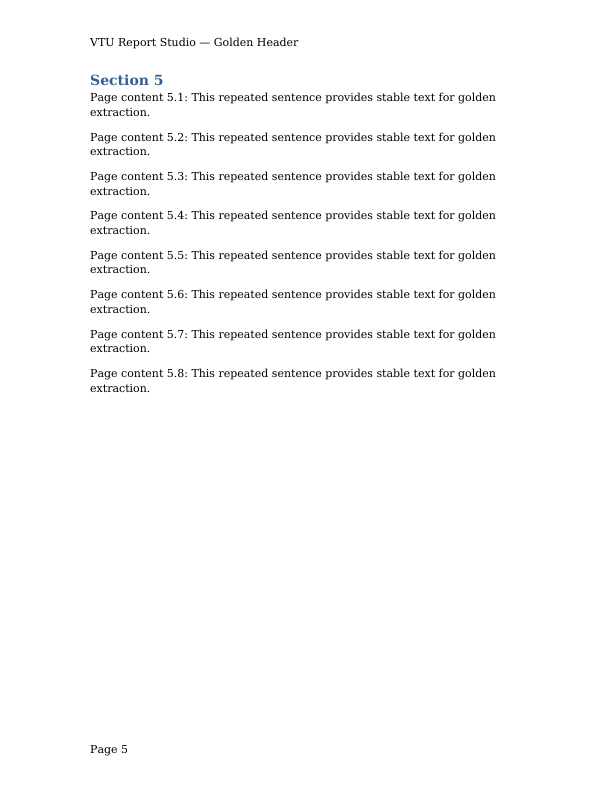 VTU Report Studio — Golden Header
Section 5
Page content 5.1: This repeated sentence provides stable text for golden
extraction.
Page content 5.2: This repeated sentence provides stable text for golden
extraction.
Page content 5.3: This repeated sentence provides stable text for golden
extraction.
Page content 5.4: This repeated sentence provides stable text for golden
extraction.
Page content 5.5: This repeated sentence provides stable text for golden
extraction.
Page content 5.6: This repeated sentence provides stable text for golden
extraction.
Page content 5.7: This repeated sentence provides stable text for golden
extraction.
Page content 5.8: This repeated sentence provides stable text for golden
extraction.
Page 5